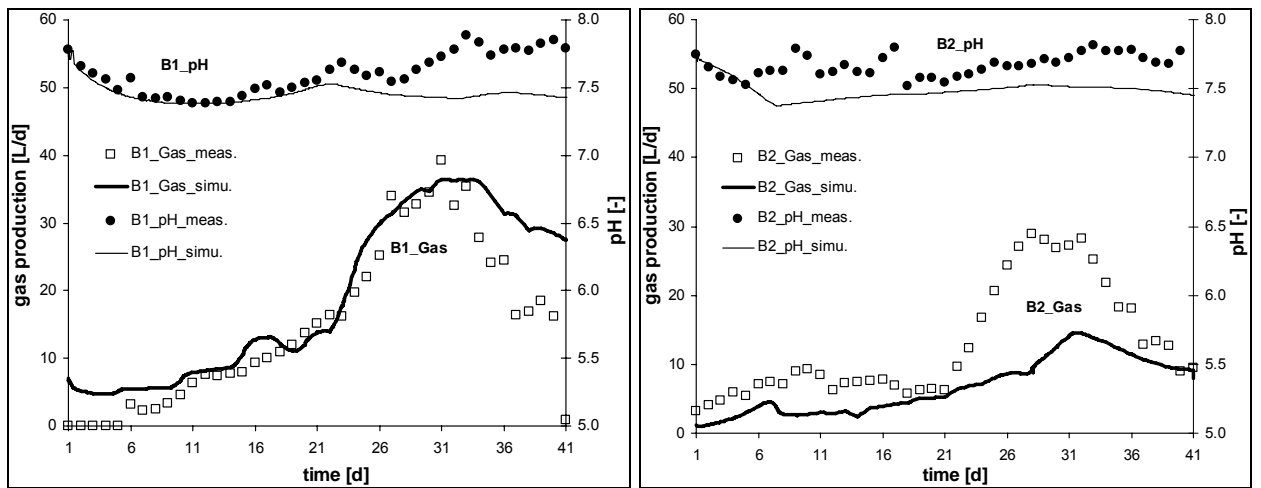 60
50
40
30
20
10
0
gas production [L/d]
8.0
7.5
7.0
6.5
6.0
5.5
5.0
pH [-]
B1_pH
B1_Gas_meas.
B1_Gas_simu.
B1_pH_meas.
B1_pH_simu.
B1_Gas
1 6 11 16 21 26 31 36 41
time [d]
60
50
40
30
20
10
0
gas production [L/d]
8.0
7.5
7.0
6.5
6.0
5.5
5.0
pH [-]
B2_pH
B2_Gas_meas.
B2_Gas_simu.
B2_pH_meas.
B2_pH_simu.
B2_Gas
1 6 11 16 21 26 31 36 41
time [d]